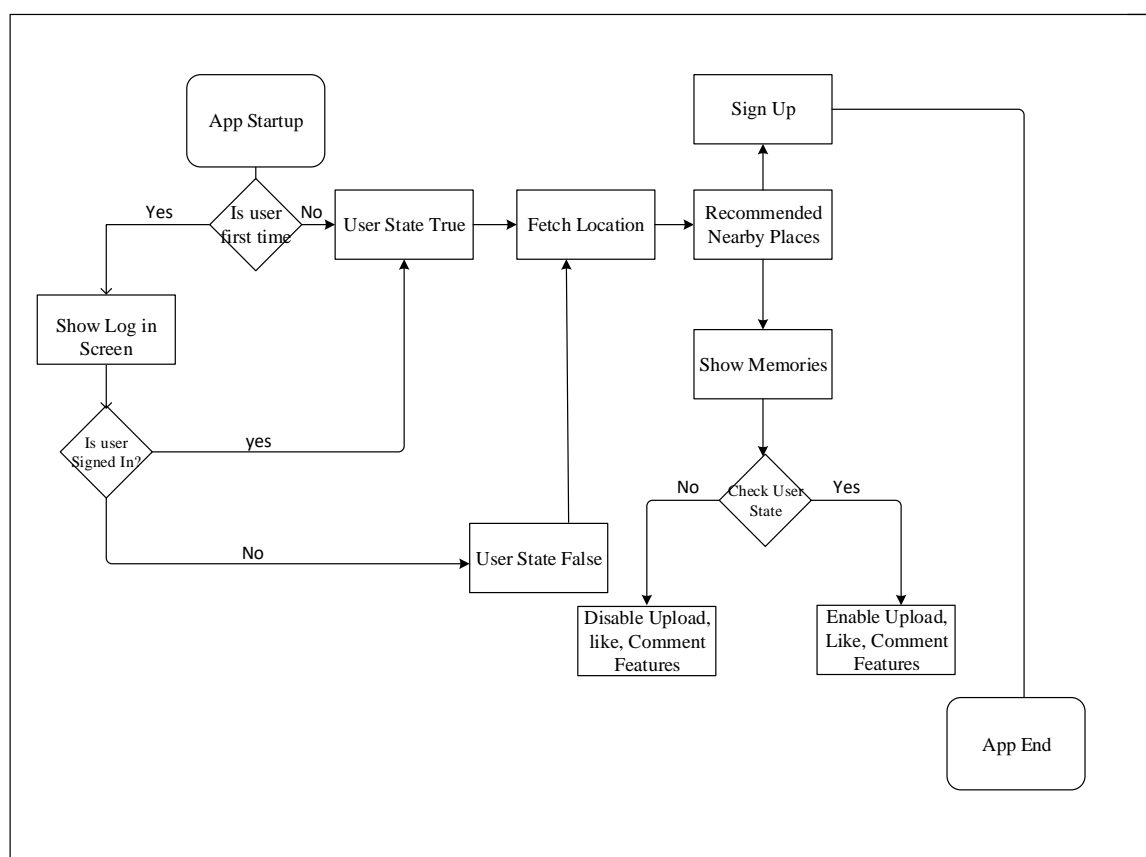 App Startup
Sign Up
Yes
Is user
first time
No
User State True
Fetch Location
Recommended
Nearby Places
Show Log in
Screen
Show Memories
Is user
Signed In?
yes
No
Check User
State
Yes
No
User State False
Disable Upload,
like, Comment
Features
Enable Upload,
Like, Comment
Features
App End